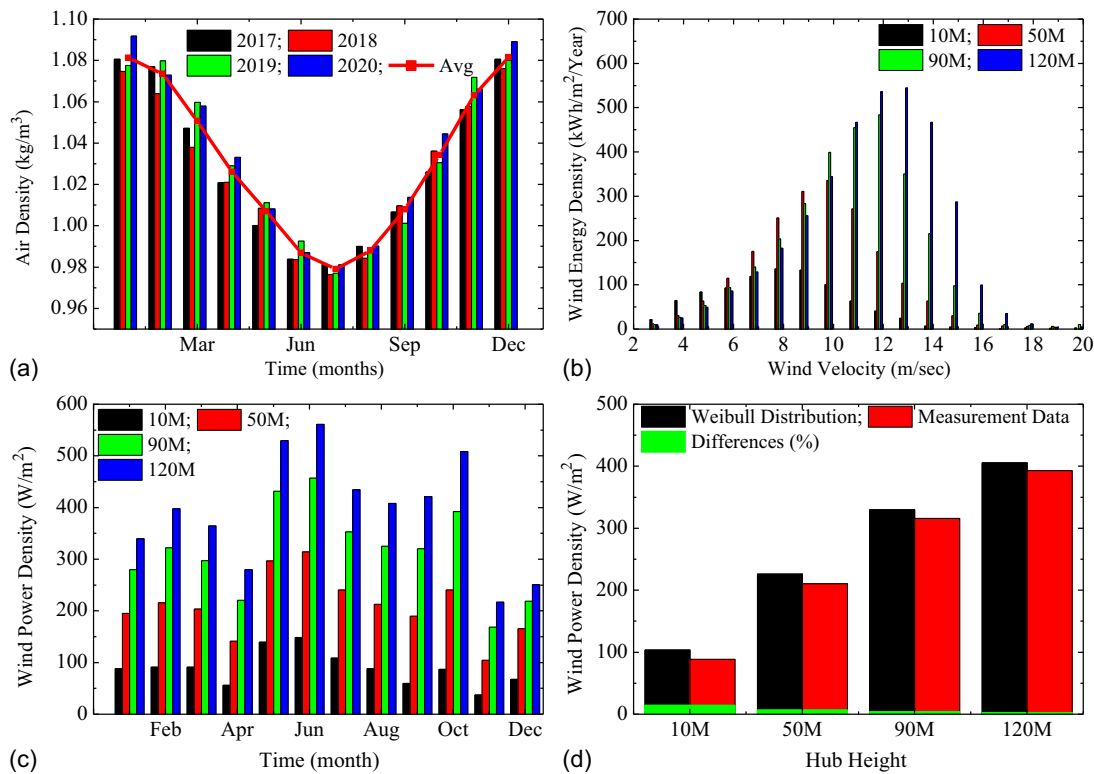 1.10
1.08
1.06
1.04
1.02
1.00
0.98
0.96
Air Density (kg/m³)
2017; 2018
2019; 2020; Avg
Mar Jun Sep Dec
Time (months)
(a)
700
600
500
400
300
200
100
0
Wind Energy Density (kWh/m²/Year)
10M; 50M
90M; 120M
2 4 6 8 10 12 14 16 18 20
Wind Velocity (m/sec)
(b)
600
500
400
300
200
100
0
Wind Power Density (W/m²)
10M; 50M;
90M;
120M
Feb Apr Jun Aug Oct Dec
Time (month)
(c)
500
400
300
200
100
0
Wind Power Density (W/m²)
Weibull Distribution; Measurement Data
Differences (%)
10M 50M 90M 120M
Hub Height
(d)